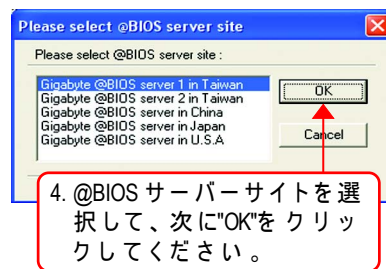 Please select @BIOS server site
Please select @BIOS server site :
Gigabyte @BIOS server 1 in Taiwan
Gigabyte @BIOS server 2 in Taiwan
Gigabyte @BIOS server in China
Gigabyte @BIOS server in Japan
Gigabyte @BIOS server in U.S.A
OK
Cancel
4. @BIOS サーバーサイトを選
択して、次に"OK"をクリッ
クしてください。